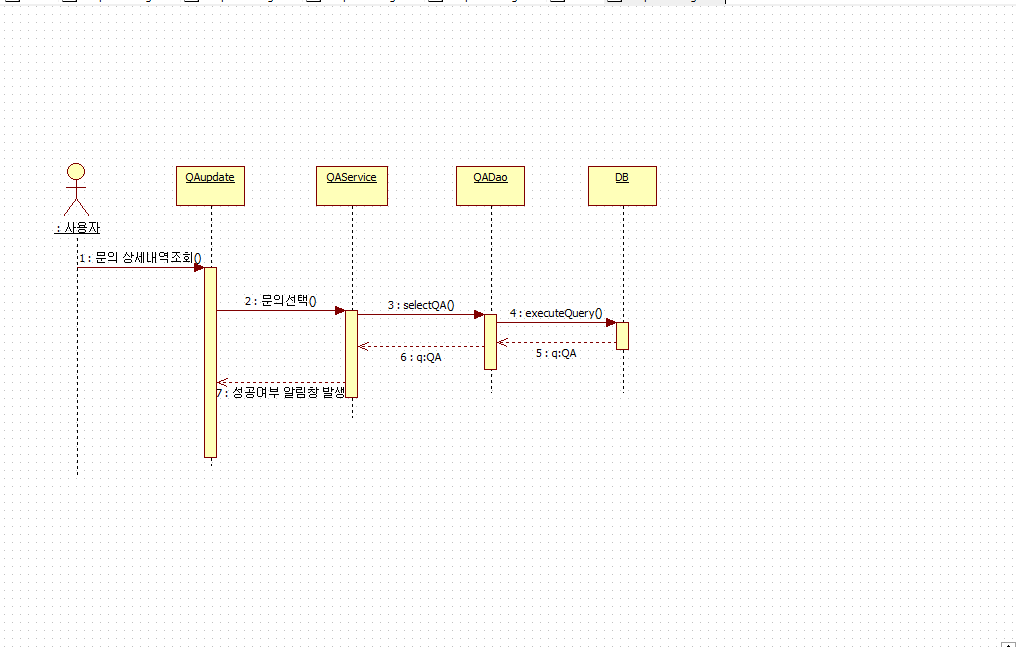 QAupdate
QAService
QADao
DB
: 사용자
1 : 문의 상세내역조회()
2 : 문의선택()
3 : selectQA()
4 : executeQuery()
5 : q:QA
6 : q:QA
7 : 성공여부 알림창 발생